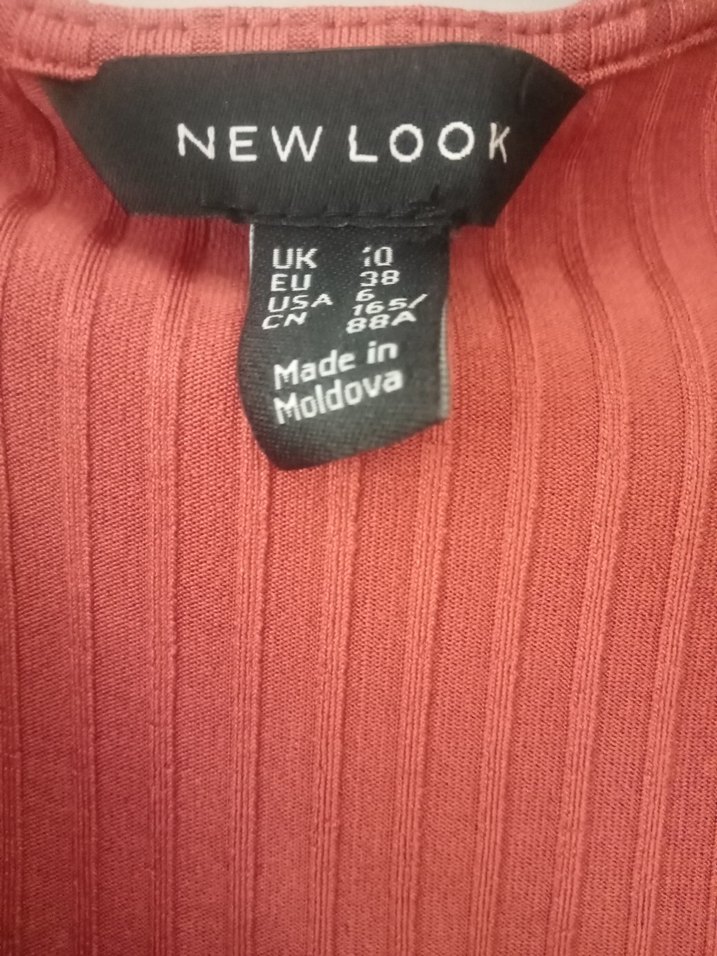 NEW LOOK
UK 10
EU 38
USA 6
CN 165/
88A
Made in
Moldova